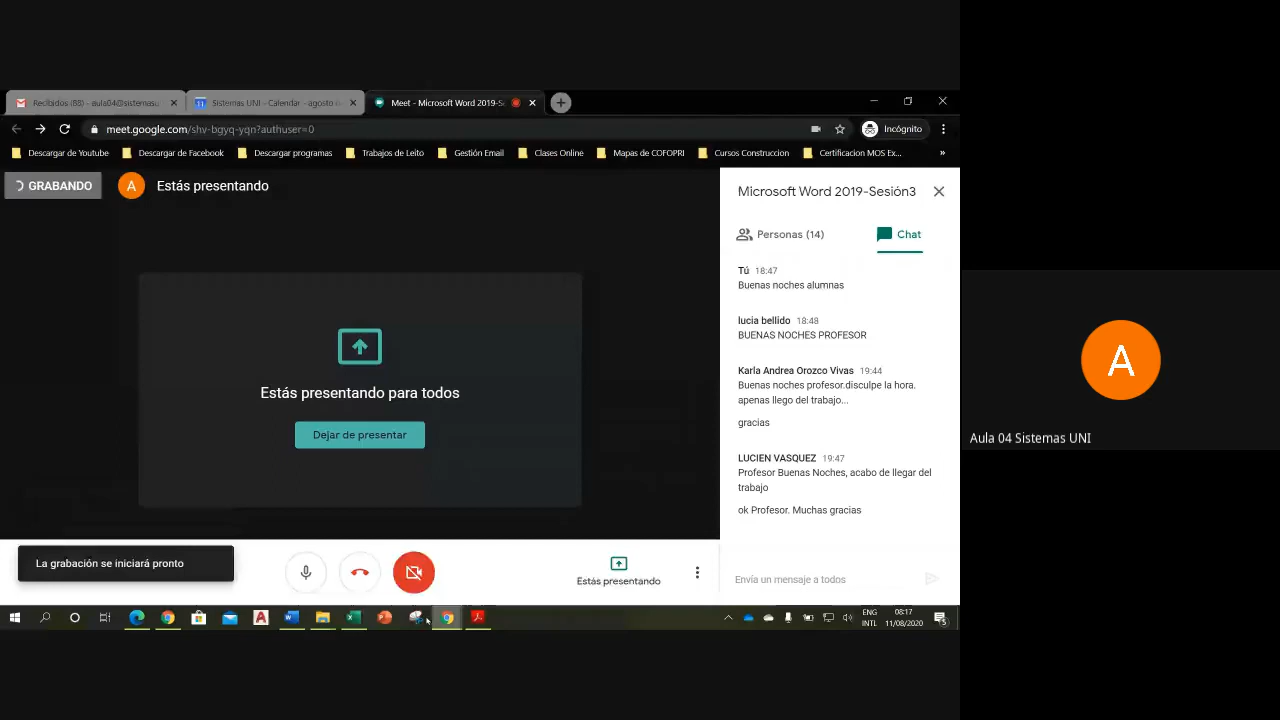 Recibidos (88) - aula04@sistemasu
Sistemas UNI - Calendar - agosto
Meet - Microsoft Word 2019-S
meet.google.com/shv-bgyq-yqn?authuser=0
Incógnito
Descargar de Youtube
Descargar de Facebook
Descargar programas
Trabajos de Leito
Gestión Email
Clases Online
Mapas de COFOPRI
Cursos Construccion
Certificacion MOS Ex...
»
GRABANDO
A
Estás presentando
Microsoft Word 2019-Sesión3
Personas (14)
Chat
Tú 18:47
Buenas noches alumnas
lucia bellido 18:48
BUENAS NOCHES PROFESOR
Karla Andrea Orozco Vivas 19:44
Buenas noches profesor.disculpe la hora.
apenas llego del trabajo...
gracias
LUCIEN VASQUEZ 19:47
Profesor Buenas Noches, acabo de llegar del
trabajo
ok Profesor. Muchas gracias
Estás presentando para todos
Dejar de presentar
La grabación se iniciará pronto
Estás presentando
Envía un mensaje a todos
ENG
INTL
08:17
11/08/2020
A
Aula 04 Sistemas UNI